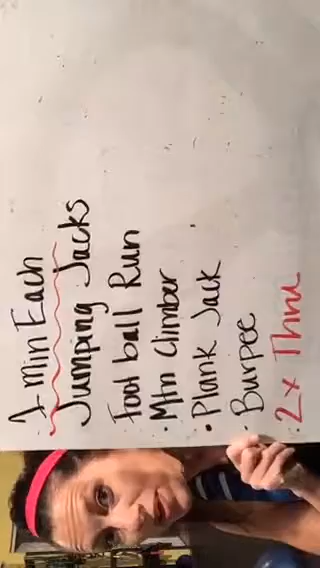 1 Min Each
Jumping Jacks
Foot ball Run
· Mtn Climber
· Plank Jack
· Burpee
· 2x Thru